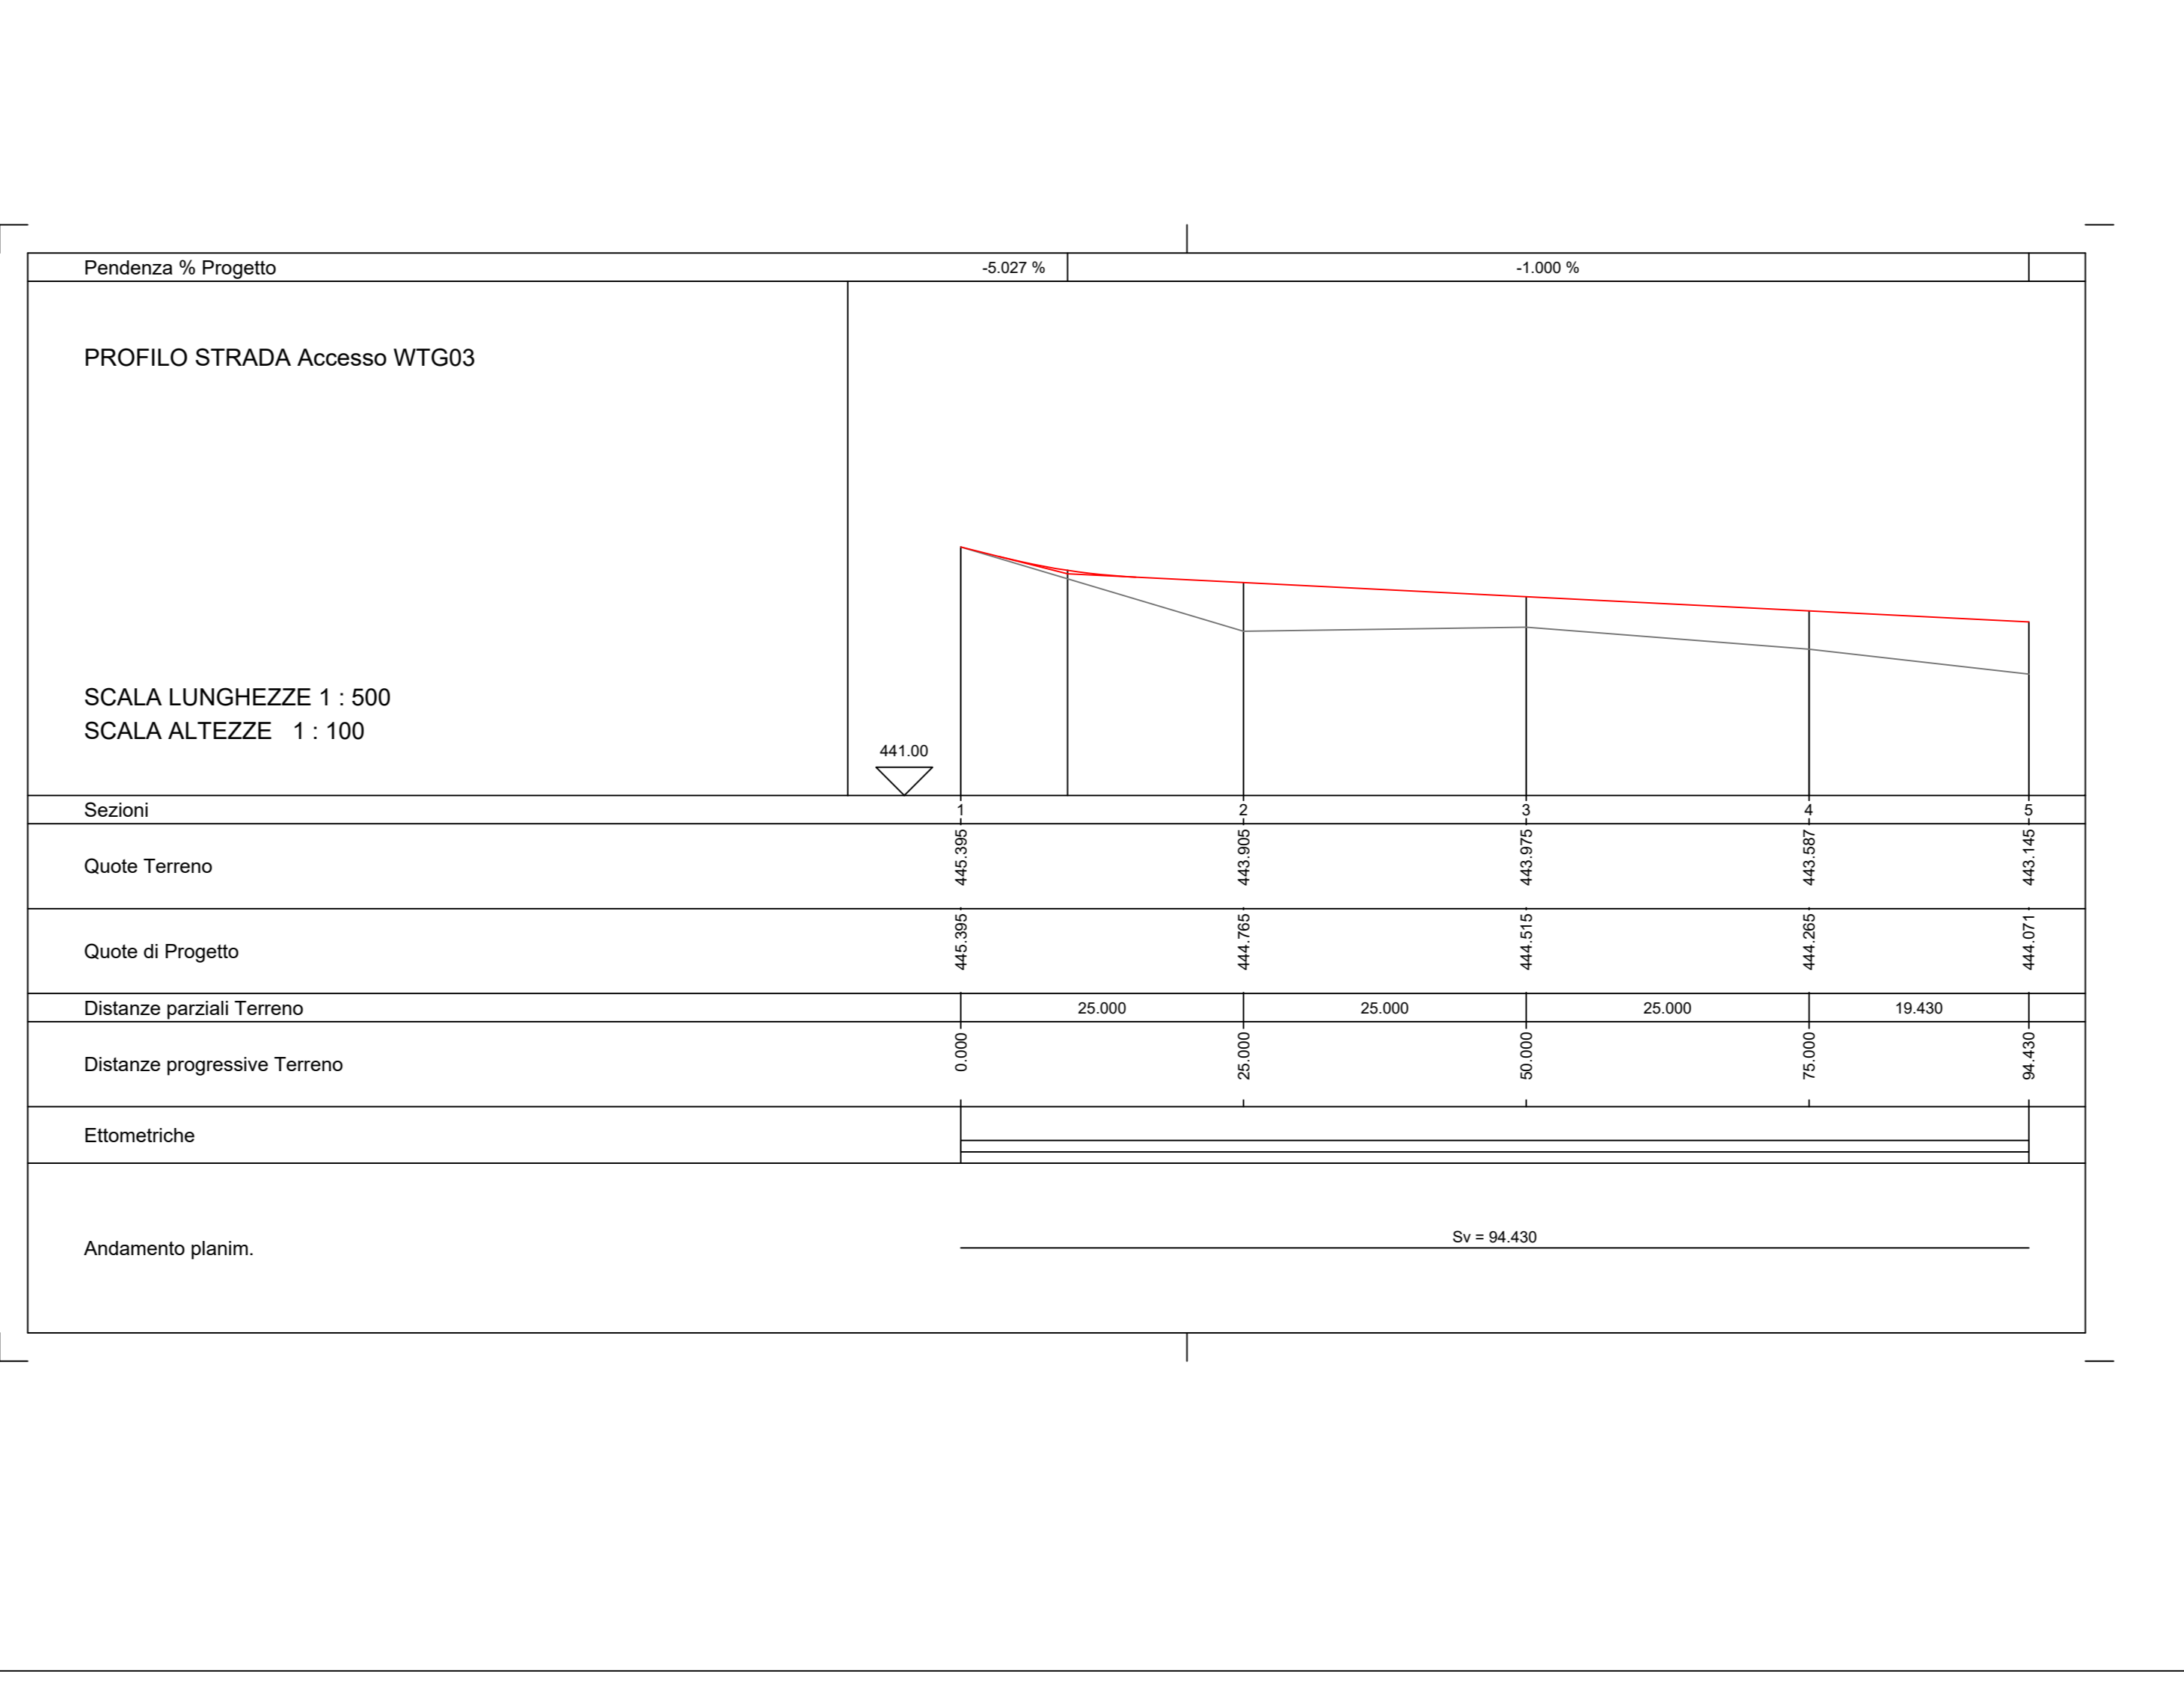 Pendenza % Progetto -5.027 % -1.000 %
PROFILO STRADA Accesso WTG03
SCALA LUNGHEZZE 1 : 500
SCALA ALTEZZE 1 : 100
441.00
Sezioni 1 2 3 4 5
Quote Terreno 445.395 443.905 443.975 443.587 443.145
Quote di Progetto 445.395 444.765 444.515 444.265 444.071
Distanze parziali Terreno 25.000 25.000 25.000 19.430
Distanze progressive Terreno 0.000 25.000 50.000 75.000 94.430
Ettometriche
Andamento planim. Sv = 94.430